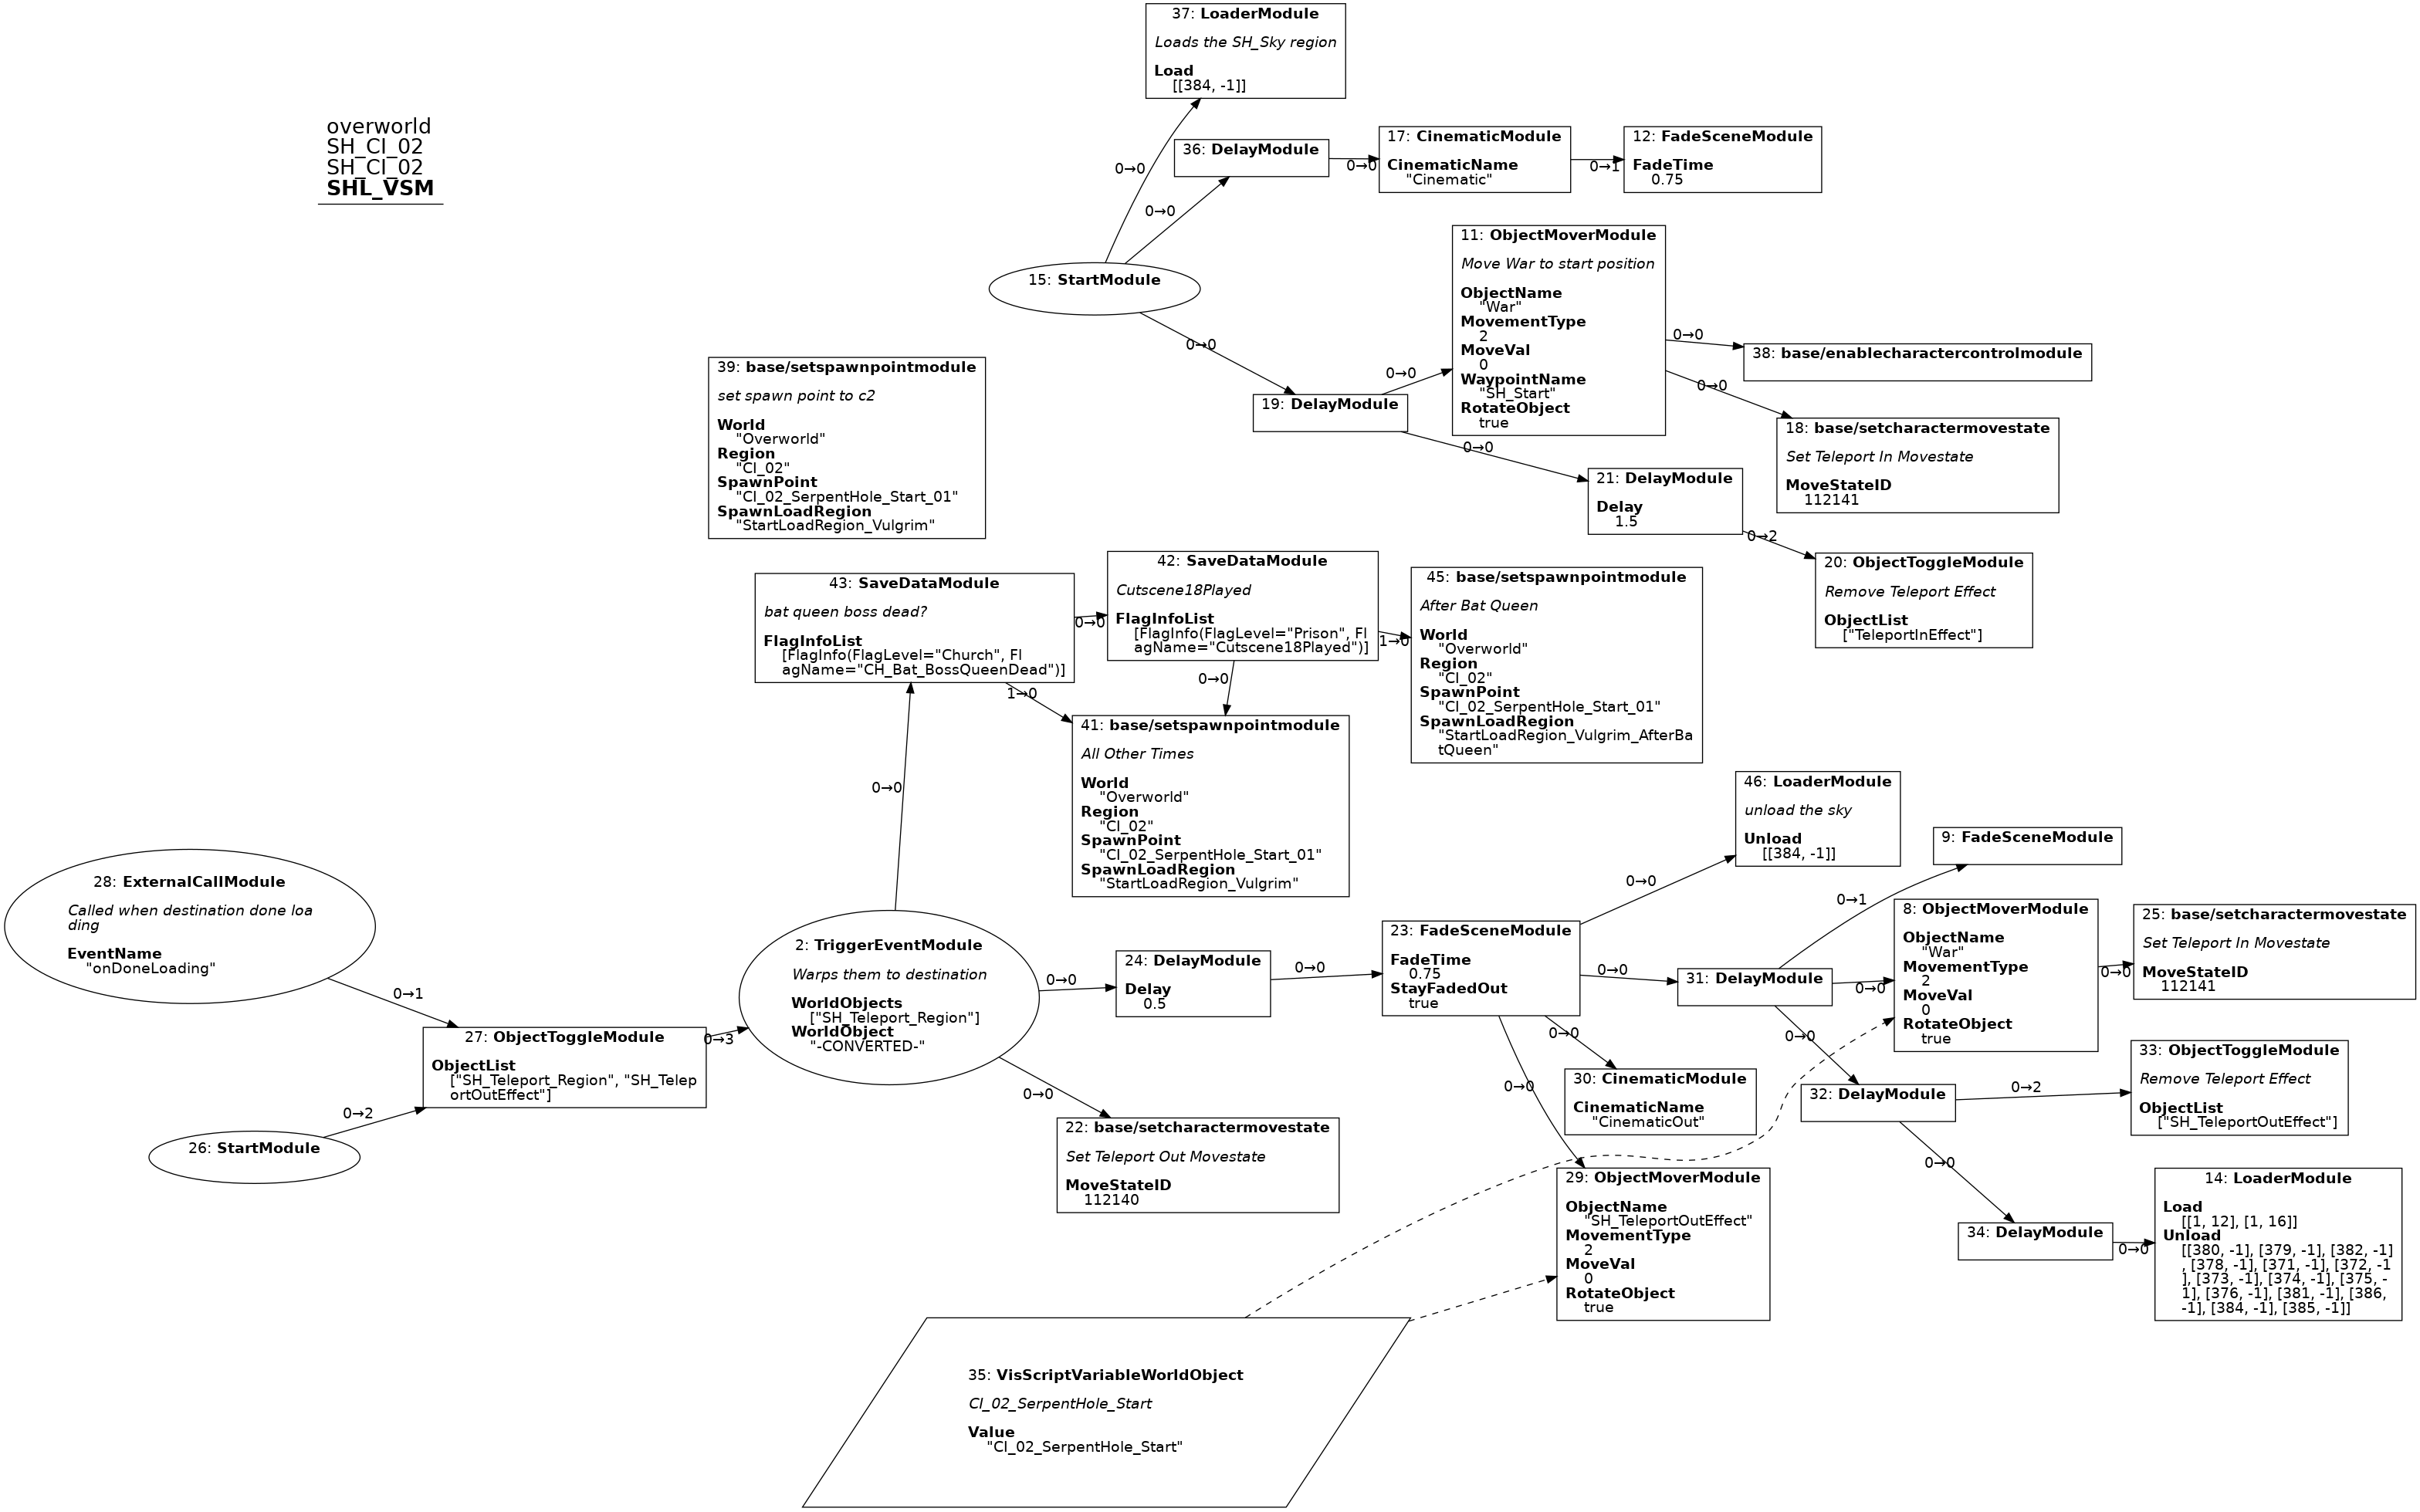 37: LoaderModule
Loads the SH_Sky region
Load
[[384, -1]]
overworld
SH_CI_02
SH_CI_02
SHL_VSM
36: DelayModule
17: CinematicModule
CinematicName
"Cinematic"
12: FadeSceneModule
FadeTime
0.75
0→0
0→0
0→1
0→0
0→0
15: StartModule
0→0
11: ObjectMoverModule
Move War to start position
ObjectName
"War"
MovementType
2
MoveVal
0
WaypointName
"SH_Start"
RotateObject
true
0→0
38: base/enablecharactercontrolmodule
0→0
0→0
19: DelayModule
0→0
18: base/setcharactermovestate
Set Teleport In Movestate
MoveStateID
112141
21: DelayModule
Delay
1.5
0→2
20: ObjectToggleModule
Remove Teleport Effect
ObjectList
["TeleportInEffect"]
39: base/setspawnpointmodule
set spawn point to c2
World
"Overworld"
Region
"CI_02"
SpawnPoint
"CI_02_SerpentHole_Start_01"
SpawnLoadRegion
"StartLoadRegion_Vulgrim"
43: SaveDataModule
bat queen boss dead?
FlagInfoList
[FlagInfo(FlagLevel="Church", Fl
agName="CH_Bat_BossQueenDead")]
0→0
42: SaveDataModule
Cutscene18Played
FlagInfoList
[FlagInfo(FlagLevel="Prison", Fl
agName="Cutscene18Played")]
1→0
45: base/setspawnpointmodule
After Bat Queen
World
"Overworld"
Region
"CI_02"
SpawnPoint
"CI_02_SerpentHole_Start_01"
SpawnLoadRegion
"StartLoadRegion_Vulgrim_AfterBa
tQueen"
1→0
0→0
41: base/setspawnpointmodule
All Other Times
World
"Overworld"
Region
"CI_02"
SpawnPoint
"CI_02_SerpentHole_Start_01"
SpawnLoadRegion
"StartLoadRegion_Vulgrim"
0→0
28: ExternalCallModule
Called when destination done loa
ding
EventName
"onDoneLoading"
0→1
26: StartModule
0→2
27: ObjectToggleModule
ObjectList
["SH_Teleport_Region", "SH_Telep
ortOutEffect"]
0→3
2: TriggerEventModule
Warps them to destination
WorldObjects
["SH_Teleport_Region"]
WorldObject
"-CONVERTED-"
0→0
24: DelayModule
Delay
0.5
0→0
0→0
22: base/setcharactermovestate
Set Teleport Out Movestate
MoveStateID
112140
23: FadeSceneModule
FadeTime
0.75
StayFadedOut
true
0→0
46: LoaderModule
unload the sky
Unload
[[384, -1]]
0→0
31: DelayModule
0→1
9: FadeSceneModule
0→0
8: ObjectMoverModule
ObjectName
"War"
MovementType
2
MoveVal
0
RotateObject
true
0→0
25: base/setcharactermovestate
Set Teleport In Movestate
MoveStateID
112141
0→0
30: CinematicModule
CinematicName
"CinematicOut"
0→0
0→0
32: DelayModule
0→2
33: ObjectToggleModule
Remove Teleport Effect
ObjectList
["SH_TeleportOutEffect"]
0→0
29: ObjectMoverModule
ObjectName
"SH_TeleportOutEffect"
MovementType
2
MoveVal
0
RotateObject
true
34: DelayModule
0→0
14: LoaderModule
Load
[[1, 12], [1, 16]]
Unload
[[380, -1], [379, -1], [382, -1]
, [378, -1], [371, -1], [372, -1
], [373, -1], [374, -1], [375, -
1], [376, -1], [381, -1], [386,
-1], [384, -1], [385, -1]]
35: VisScriptVariableWorldObject
CI_02_SerpentHole_Start
Value
"CI_02_SerpentHole_Start"